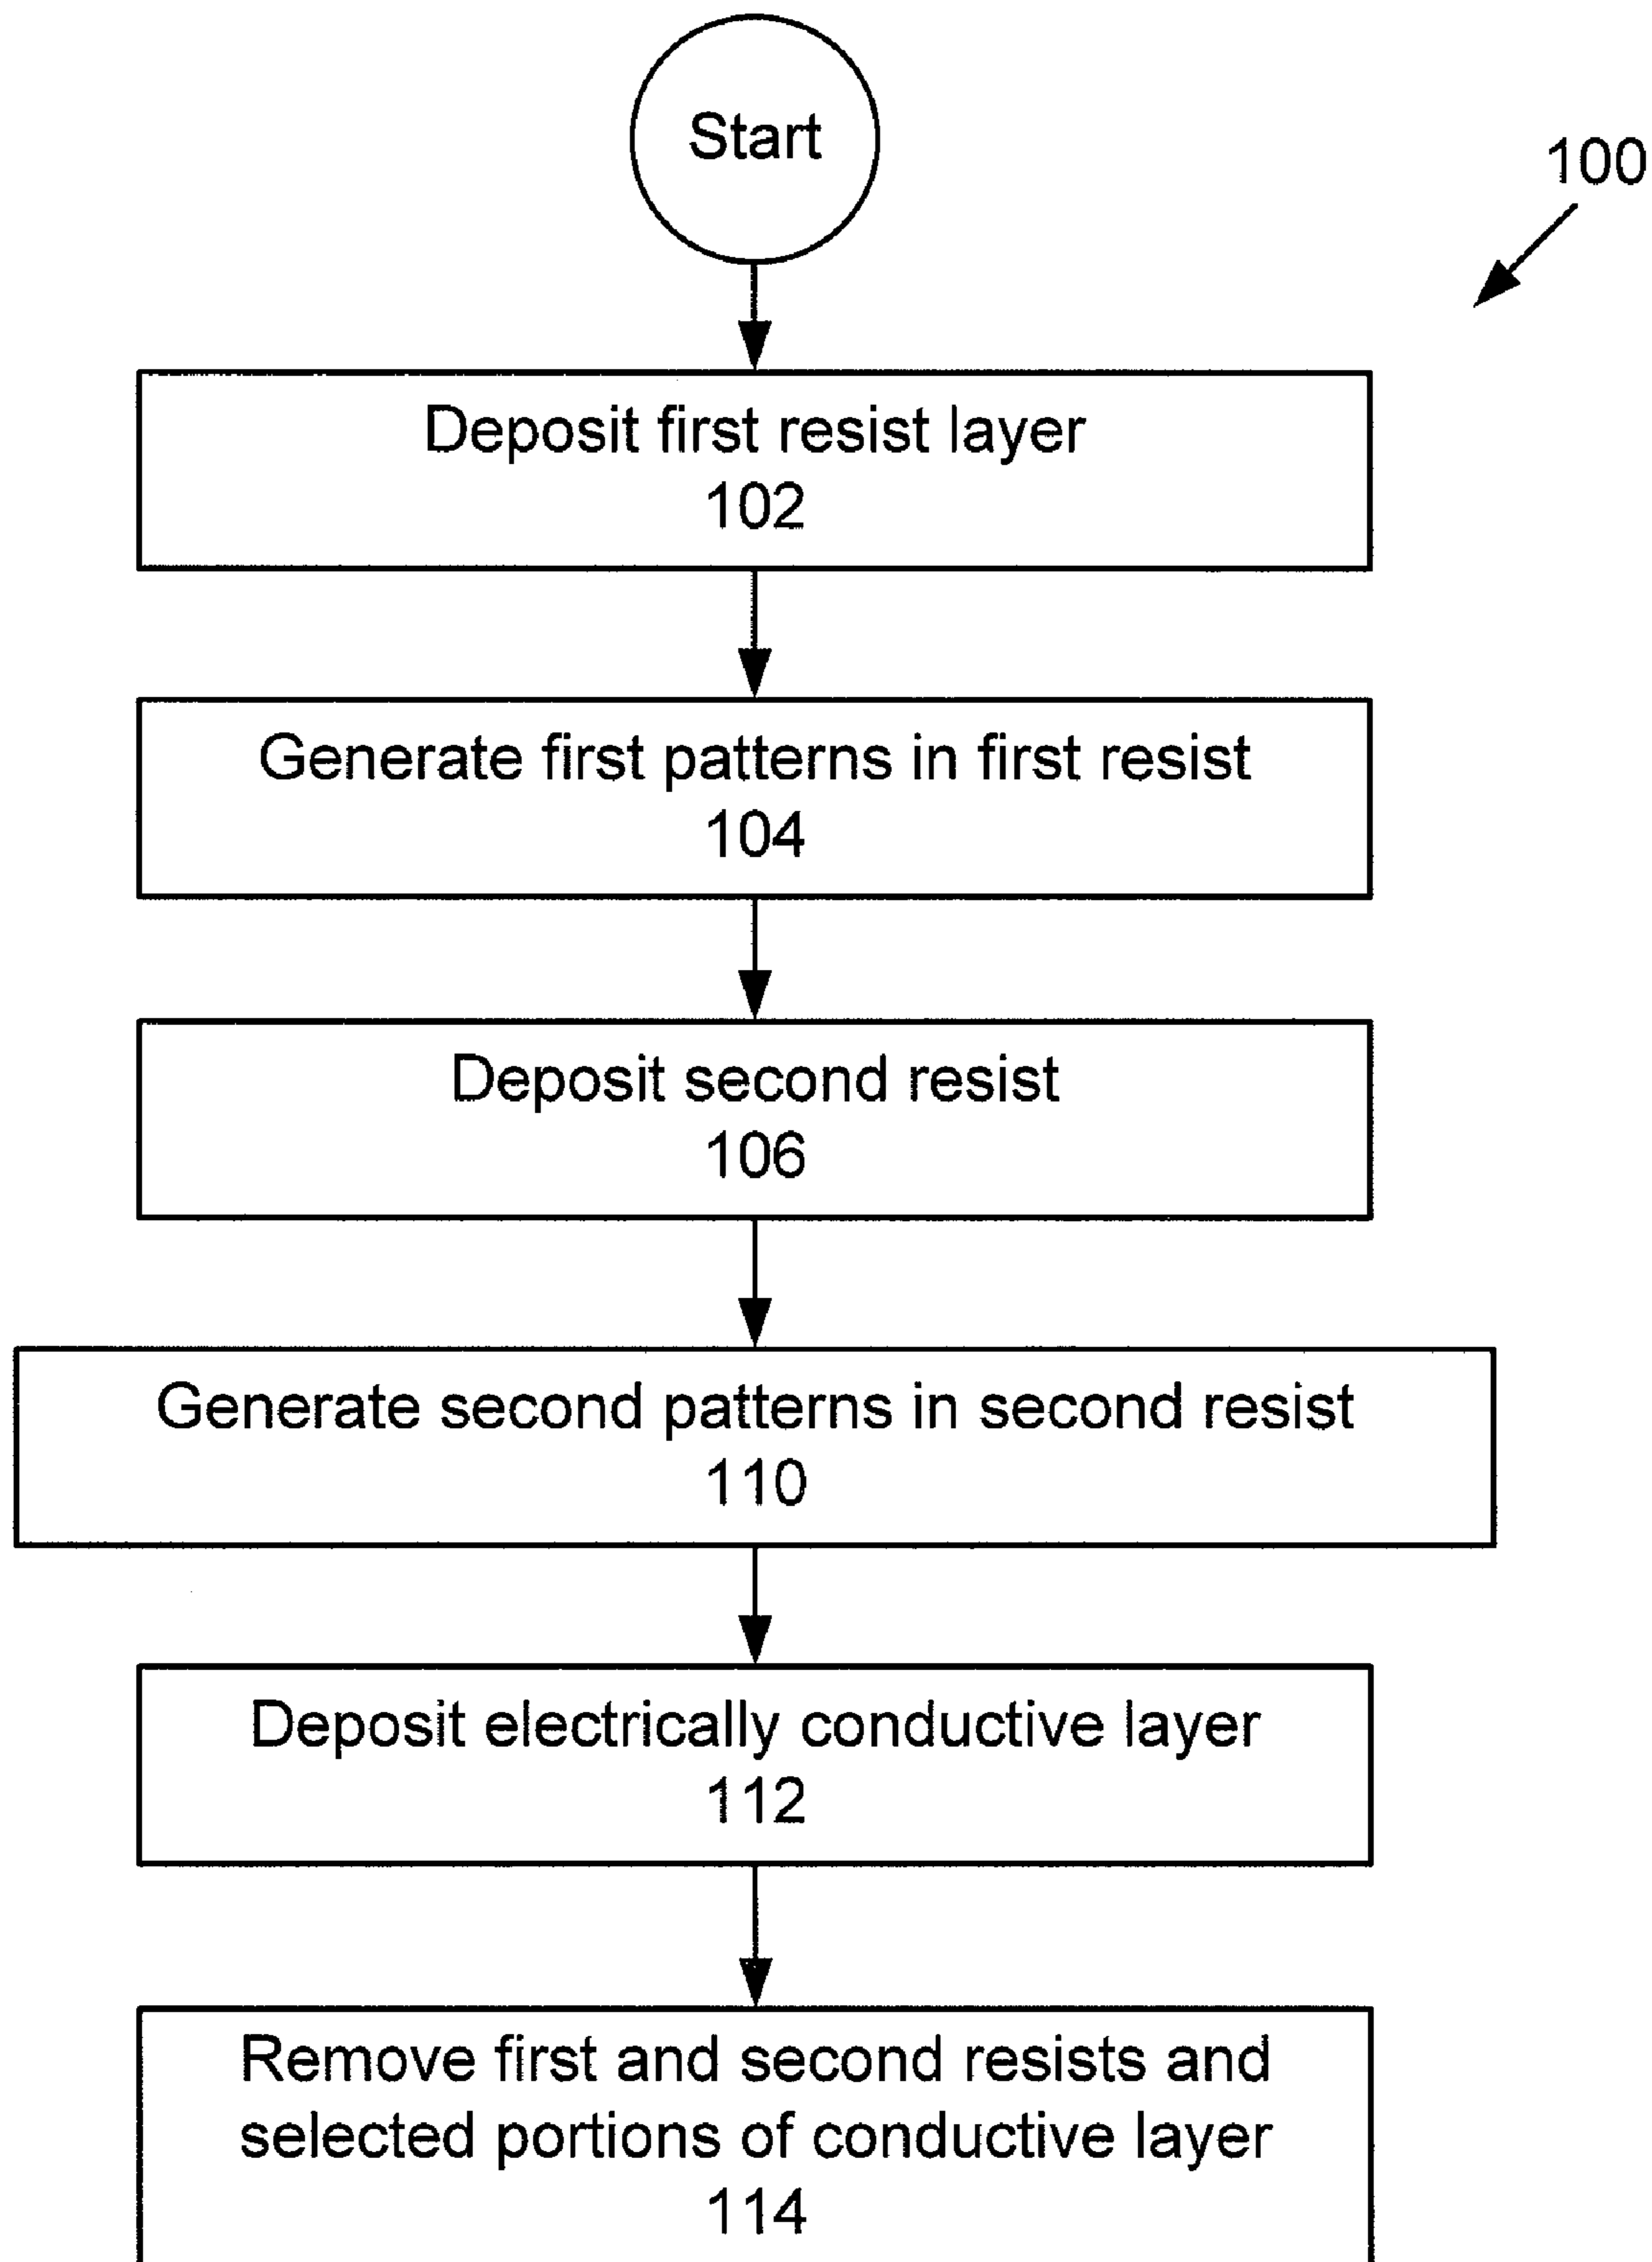 Start
100
Deposit first resist layer
102
Generate first patterns in first resist
104
Deposit second resist
106
Generate second patterns in second resist
110
Deposit electrically conductive layer
112
Remove first and second resists and
selected portions of conductive layer
114